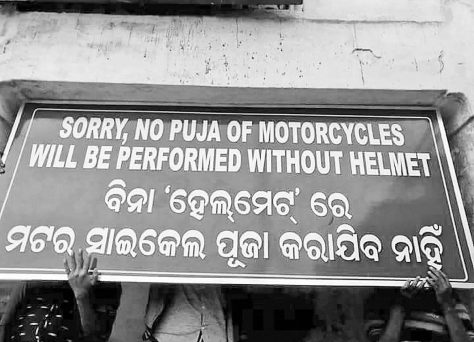 SORRY, NO PUJA OF MOTORCYCLES
WILL BE PERFORMED WITHOUT HELMET
ବିନା ‘ହେଲ୍‌ମେଟ୍’ ରେ
ମଟର ସାଇକେଲ ପୂଜା କରାଯିବ ନାହିଁ